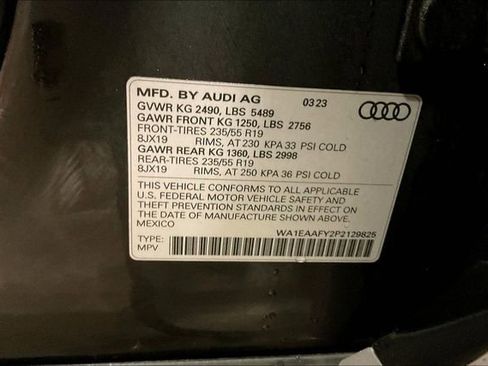 MFD. BY AUDI AG 03 23
GVWR KG 2490, LBS 5489
GAWR FRONT KG 1250, LBS 2756
FRONT-TIRES 235/55 R19
8JX19 RIMS, AT 230 KPA 33 PSI COLD
GAWR REAR KG 1360, LBS 2998
REAR-TIRES 235/55 R19
8JX19 RIMS, AT 250 KPA 36 PSI COLD
THIS VEHICLE CONFORMS TO ALL APPLICABLE
U.S. FEDERAL MOTOR VEHICLE SAFETY AND
THEFT PREVENTION STANDARDS IN EFFECT ON
THE DATE OF MANUFACTURE SHOWN ABOVE.
MEXICO
WA1EAAFY2P2129825
TYPE:
MPV